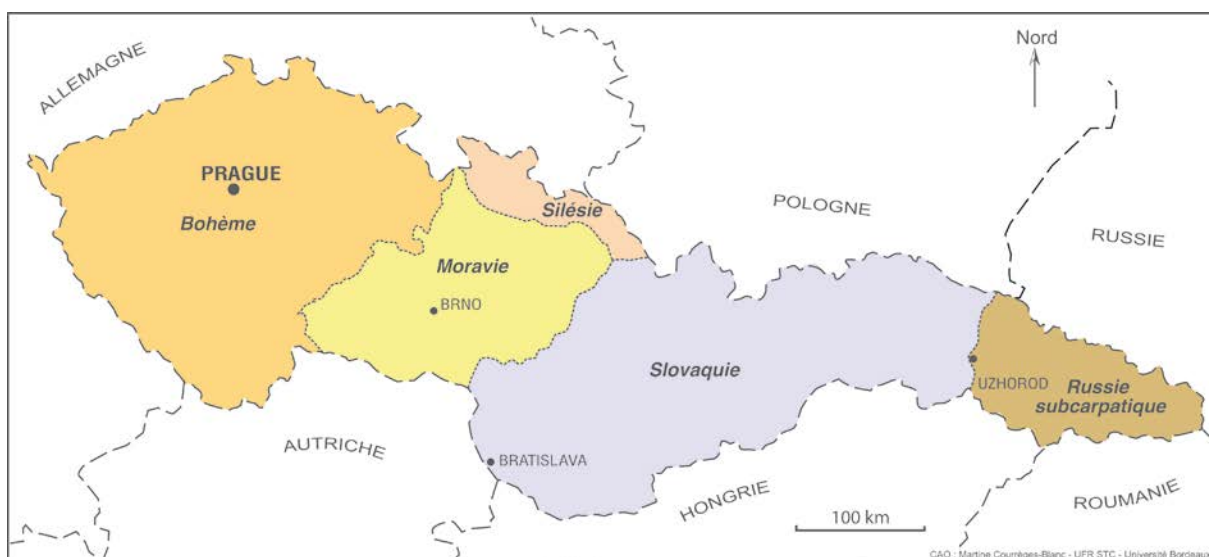 Nord
ALLEMAGNE
PRAGUE
Bohème
Silésie
POLOGNE
RUSSIE
Moravie
BRNO
Slovaquie
UZHOROD
Russie
subcarpatique
AUTRICHE
BRATISLAVA
HONGRIE
ROUMANIE
100 km
CAO : Martine Courrèges-Blanc - UFR STC - Université Bordeaux